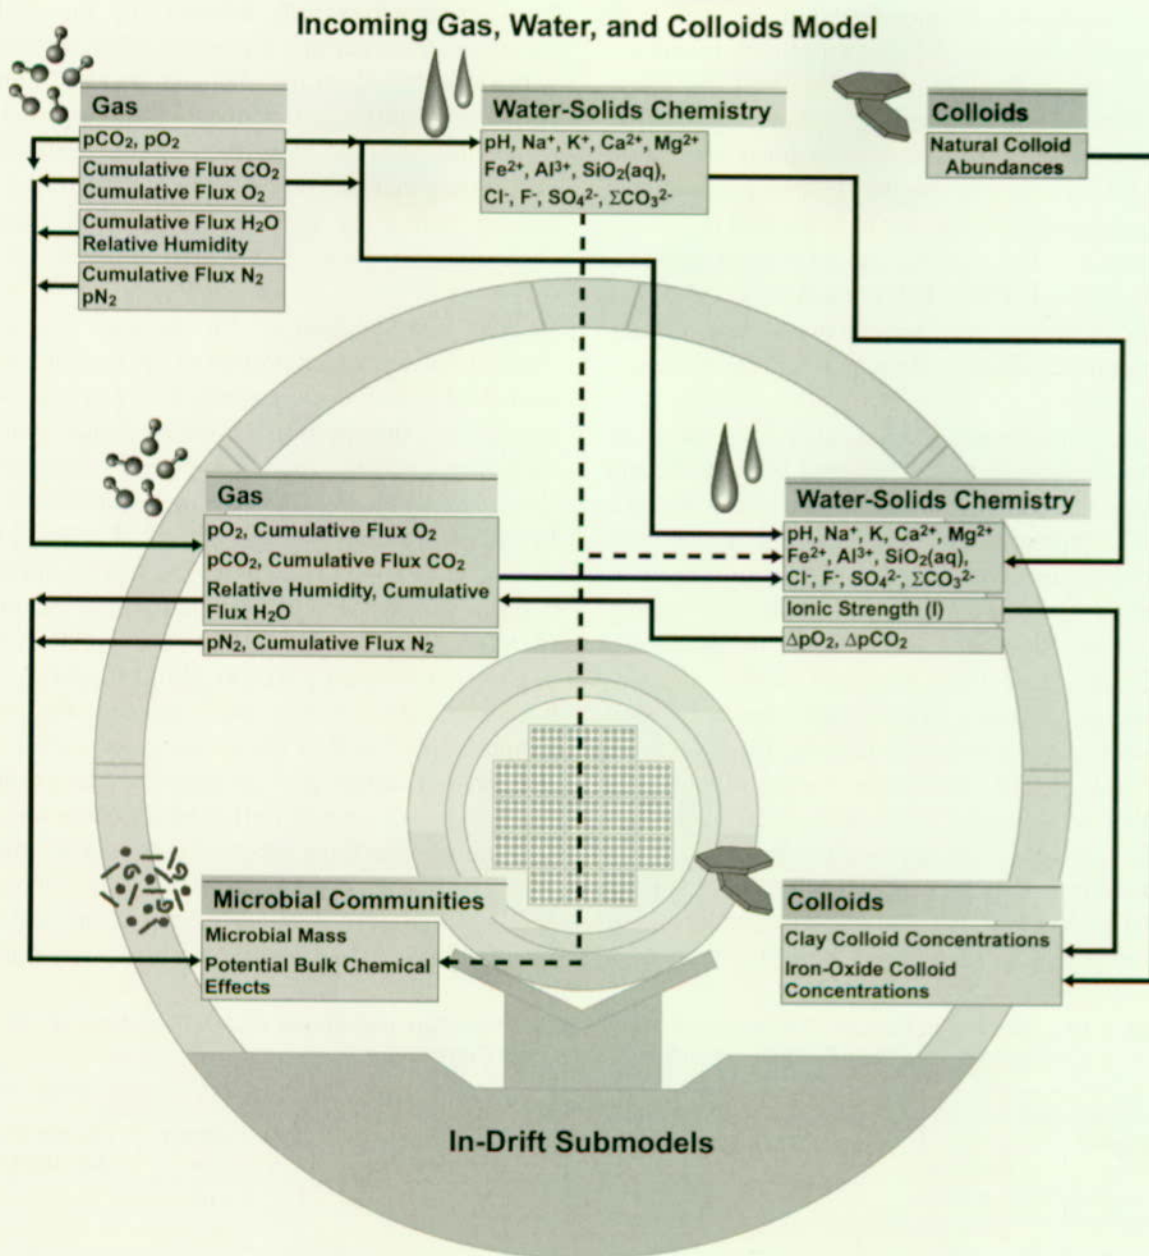 Incoming Gas, Water, and Colloids Model
Gas
pCO₂, pO₂
Cumulative Flux CO₂
Cumulative Flux O₂
Cumulative Flux H₂O
Relative Humidity
Cumulative Flux N₂
pN₂
Water-Solids Chemistry
pH, Na⁺, K⁺, Ca²⁺, Mg²⁺
Fe²⁺, Al³⁺, SiO₂(aq),
Cl⁻, F⁻, SO₄²⁻, ΣCO₃²⁻
Colloids
Natural Colloid
Abundances
Gas
pO₂, Cumulative Flux O₂
pCO₂, Cumulative Flux CO₂
Relative Humidity, Cumulative
Flux H₂O
pN₂, Cumulative Flux N₂
Water-Solids Chemistry
pH, Na⁺, K, Ca²⁺, Mg²⁺
Fe²⁺, Al³⁺, SiO₂(aq),
Cl⁻, F⁻, SO₄²⁻, ΣCO₃²⁻
Ionic Strength (I)
ΔpO₂, ΔpCO₂
Microbial Communities
Microbial Mass
Potential Bulk Chemical
Effects
Colloids
Clay Colloid Concentrations
Iron-Oxide Colloid
Concentrations
In-Drift Submodels